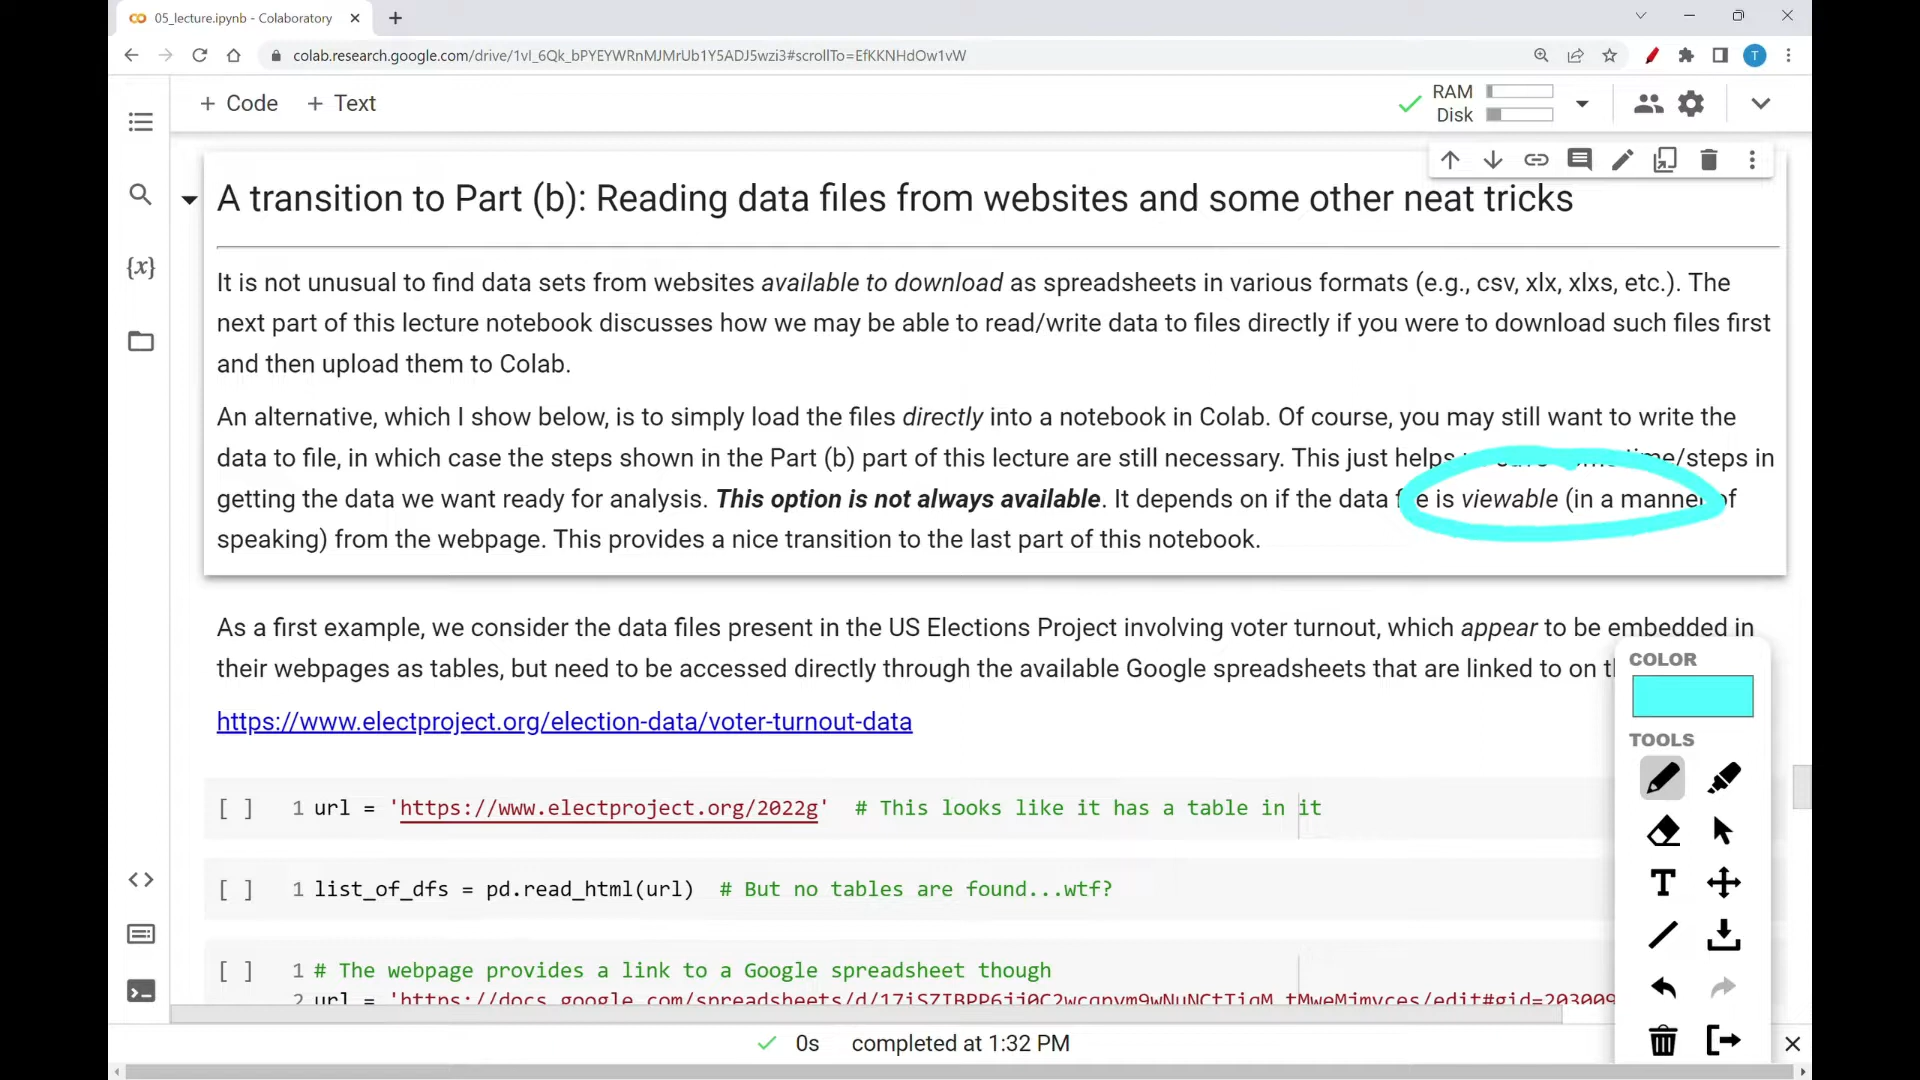 05_lecture.ipynb - Colaboratory
colab.research.google.com/drive/1vI_6Qk_bPYEYWRnMJMrUb1Y5ADJ5wzi3#scrollTo=EfKKNHdOw1vW
T
+ Code + Text
RAM
Disk
{x}
A transition to Part (b): Reading data files from websites and some other neat tricks
It is not unusual to find data sets from websites available to download as spreadsheets in various formats (e.g., csv, xlx, xlxs, etc.). The
next part of this lecture notebook discusses how we may be able to read/write data to files directly if you were to download such files first
and then upload them to Colab.
An alternative, which I show below, is to simply load the files directly into a notebook in Colab. Of course, you may still want to write the
data to file, in which case the steps shown in the Part (b) part of this lecture are still necessary. This just helps time/steps in
getting the data we want ready for analysis. This option is not always available. It depends on if the data file is viewable (in a manner of
speaking) from the webpage. This provides a nice transition to the last part of this notebook.
As a first example, we consider the data files present in the US Elections Project involving voter turnout, which appear to be embedded in
their webpages as tables, but need to be accessed directly through the available Google spreadsheets that are linked to on
https://www.electproject.org/election-data/voter-turnout-data
[ ] 1 url = 'https://www.electproject.org/2022g' # This looks like it has a table in it
[ ] 1 list_of_dfs = pd.read_html(url) # But no tables are found...wtf?
[ ] 1 # The webpage provides a link to a Google spreadsheet though
2 url =
COLOR
TOOLS
T
0s completed at 1:32 PM